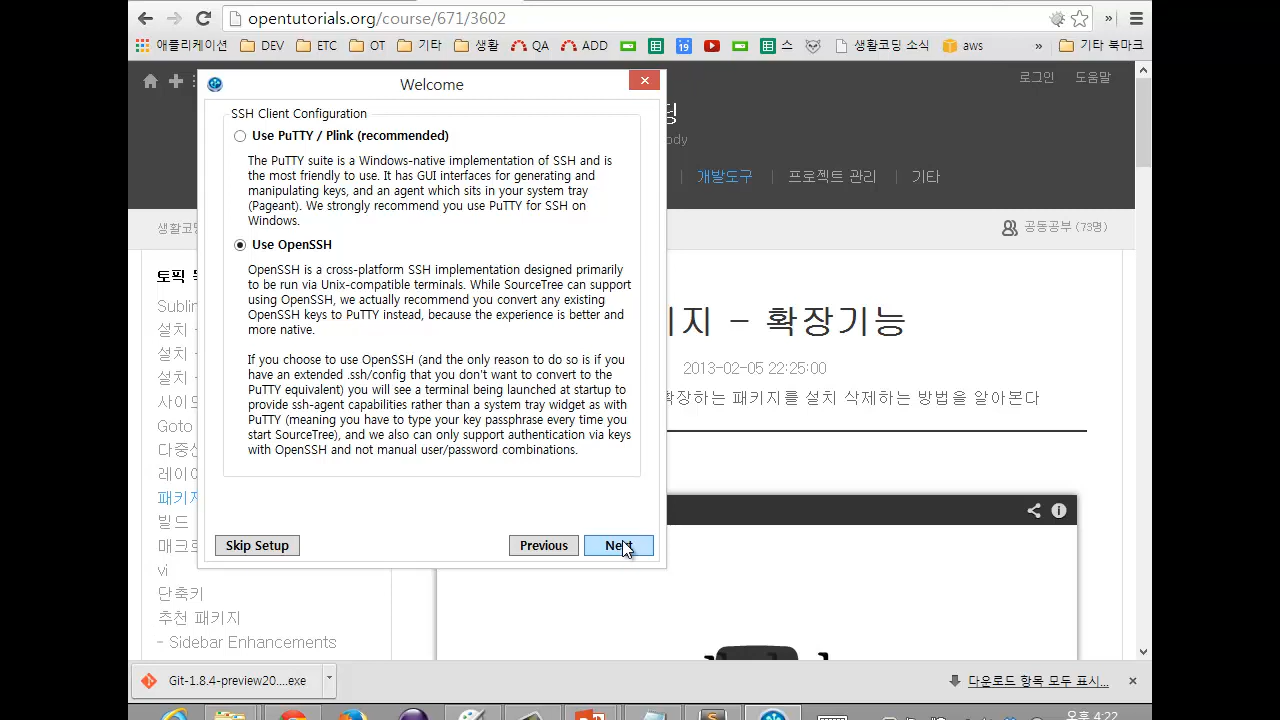 opentutorials.org/course/671/3602
애플리케이션 DEV ETC OT 기타 생활 QA ADD 19 스 생활코딩 소식 aws » 기타 북마크
로그인 도움말
Welcome
SSH Client Configuration
Use PuTTY / Plink (recommended)
The PuTTY suite is a Windows-native implementation of SSH and is
the most friendly to use. It has GUI interfaces for generating and
manipulating keys, and an agent which sits in your system tray
(Pageant). We strongly recommend you use PuTTY for SSH on
Windows.
Use OpenSSH
OpenSSH is a cross-platform SSH implementation designed primarily
to be run via Unix-compatible terminals. While SourceTree can support
using OpenSSH, we actually recommend you convert any existing
OpenSSH keys to PuTTY instead, because the experience is better and
more native.
If you choose to use OpenSSH (and the only reason to do so is if you
have an extended .ssh/config that you don't want to convert to the
PuTTY equivalent) you will see a terminal being launched at startup to
provide ssh-agent capabilities rather than a system tray widget as with
PuTTY (meaning you have to type your key passphrase every time you
start SourceTree), and we also can only support authentication via keys
with OpenSSH and not manual user/password combinations.
Skip Setup Previous Next
딩
ody
개발도구 | 프로젝트 관리 | 기타
생활코딩
공동공부 (73명)
토픽
Sublim
설치
설치
설치
사이드
Goto
다중선
레이아
패키지
빌드
매크로
vi
단축키
추천 패키지
- Sidebar Enhancements
키지 – 확장기능
2013-02-05 22:25:00
확장하는 패키지를 설치 삭제하는 방법을 알아본다
Git-1.8.4-preview20....exe
다운로드 항목 모두 표시...
오후 4:22